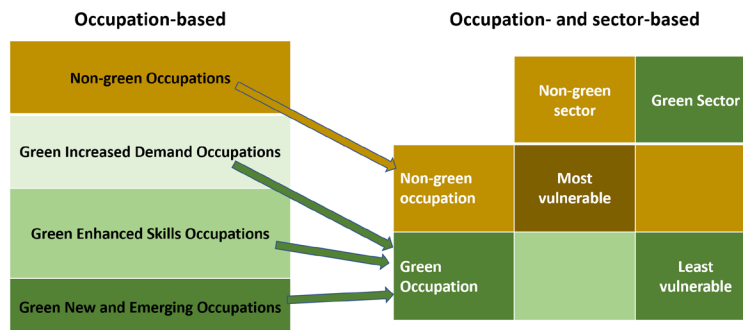 Occupation-based
Occupation- and sector-based
Non-green Occupations
Green Increased Demand Occupations
Green Enhanced Skills Occupations
Green New and Emerging Occupations
Non-green
sector
Green Sector
Non-green
occupation
Most
vulnerable
Green
Occupation
Least
vulnerable